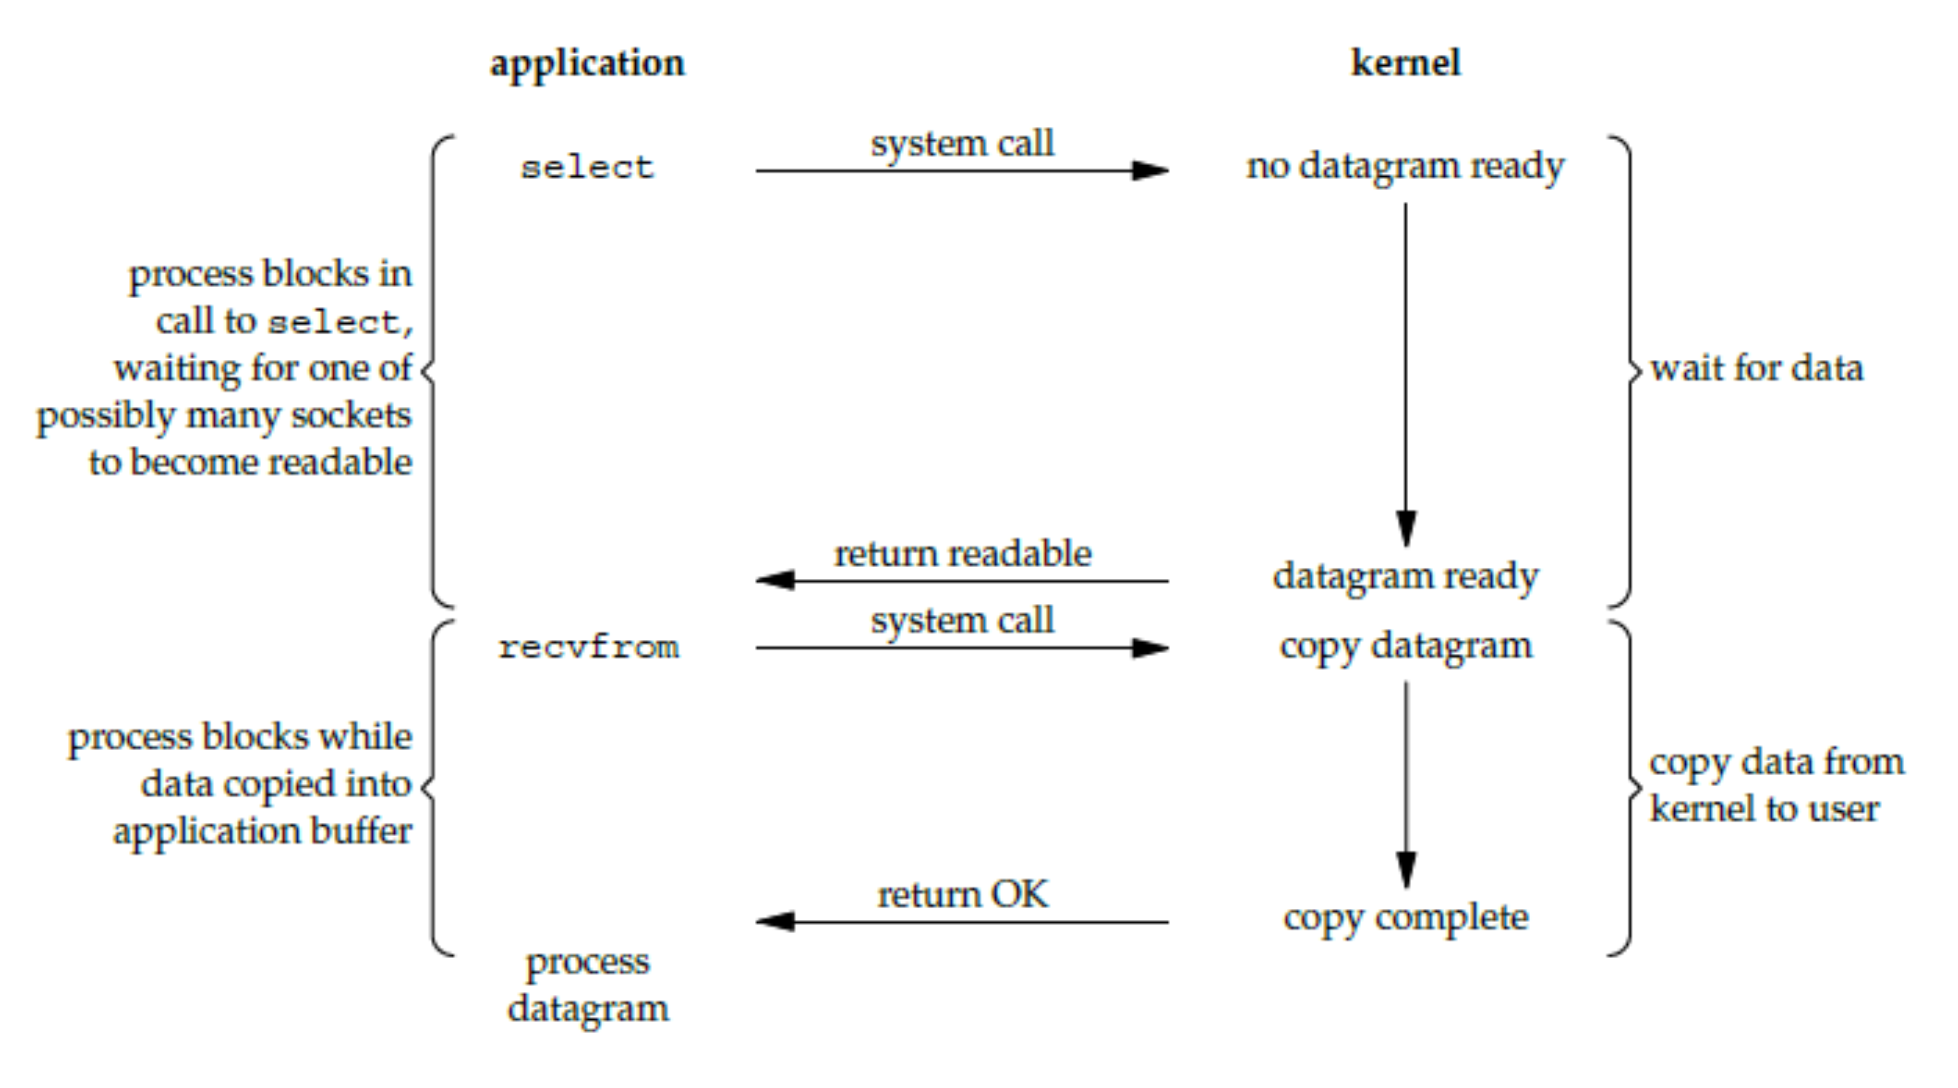 application
kernel
select
system call
no datagram ready
process blocks in
call to select,
waiting for one of
possibly many sockets
to become readable
wait for data
return readable
datagram ready
recvfrom
system call
copy datagram
process blocks while
data copied into
application buffer
copy data from
kernel to user
return OK
copy complete
process
datagram